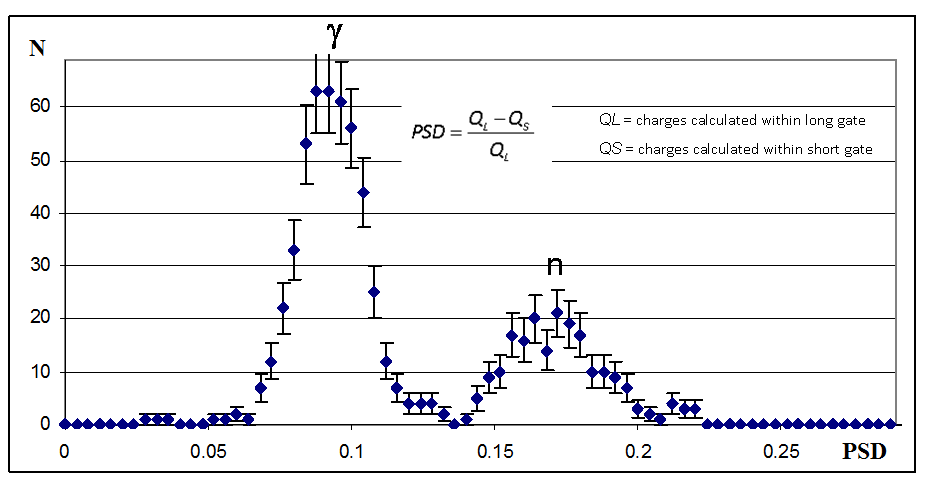 γ
N
60
50
40
30
20
10
0
PSD = (Q_L – Q_S) / Q_L
QL = charges calculated within long gate
QS = charges calculated within short gate
n
0 0.05 0.1 0.15 0.2 0.25 PSD